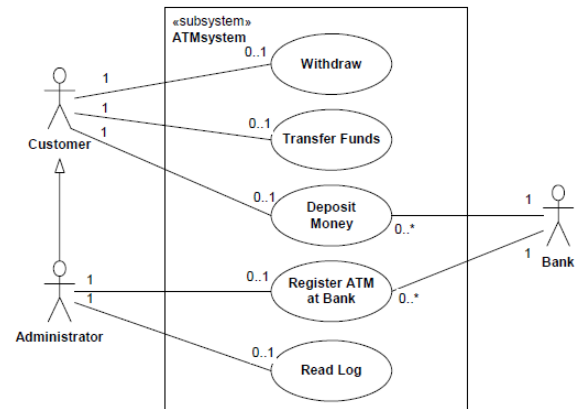 «subsystem»
ATMsystem
Withdraw
0..1
1
Transfer Funds
0..1
1
1
Customer
0..1
Deposit
Money
0..*
1
1
Bank
Register ATM
at Bank
0..1
0..*
1
1
Administrator
0..1
Read Log